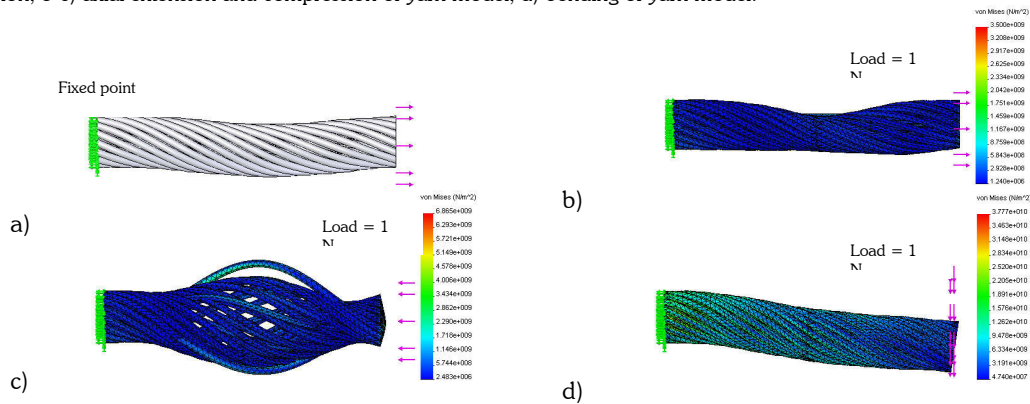 axial extension and compression of yarn model, d) bending of yarn model.
Fixed point
a)
Load = 1
N
von Mises (N/m^2)
3.500e+009
3.208e+009
2.917e+009
2.625e+009
2.334e+009
2.042e+009
1.751e+009
1.459e+009
1.167e+009
8.759e+008
5.843e+008
2.928e+008
1.240e+006
b)
Load = 1
N
von Mises (N/m^2)
6.865e+009
6.293e+009
5.721e+009
5.149e+009
4.578e+009
4.006e+009
3.434e+009
2.862e+009
2.290e+009
1.718e+009
1.146e+009
5.744e+008
2.483e+006
c)
Load = 1
N
von Mises (N/m^2)
3.777e+010
3.463e+010
3.148e+010
2.834e+010
2.520e+010
2.205e+010
1.891e+010
1.576e+010
1.262e+010
9.478e+009
6.334e+009
3.191e+009
4.740e+007
d)